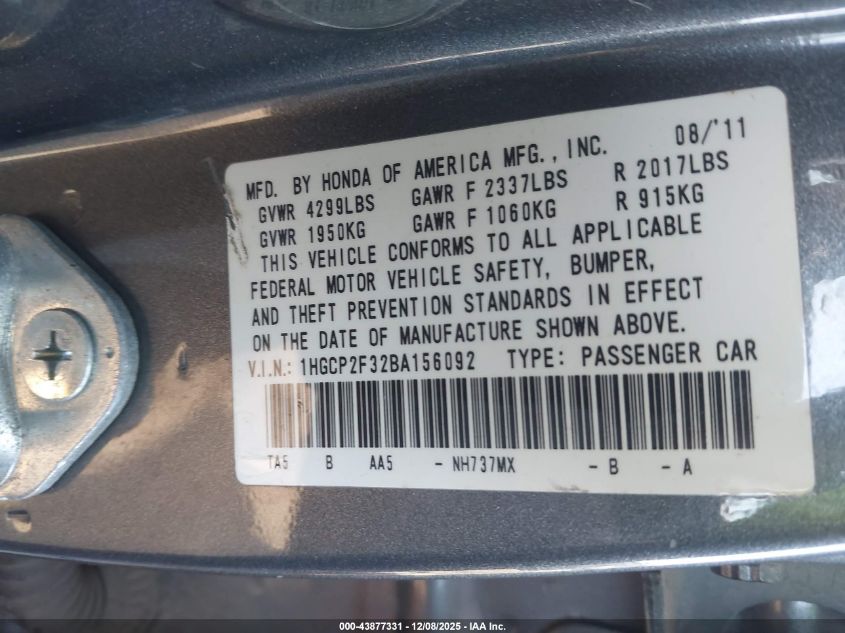 MFD. BY HONDA OF AMERICA MFG., INC. 08/'11
GVWR 4299LBS GAWR F 2337LBS R 2017LBS
GVWR 1950KG GAWR F 1060KG R 915KG
THIS VEHICLE CONFORMS TO ALL APPLICABLE
FEDERAL MOTOR VEHICLE SAFETY, BUMPER,
AND THEFT PREVENTION STANDARDS IN EFFECT
ON THE DATE OF MANUFACTURE SHOWN ABOVE.
V.I.N.: 1HGCP2F32BA156092 TYPE: PASSENGER CAR
TA5 B AA5 - NH737MX - B - A
000-43877331 - 12/08/2025 - IAA Inc.